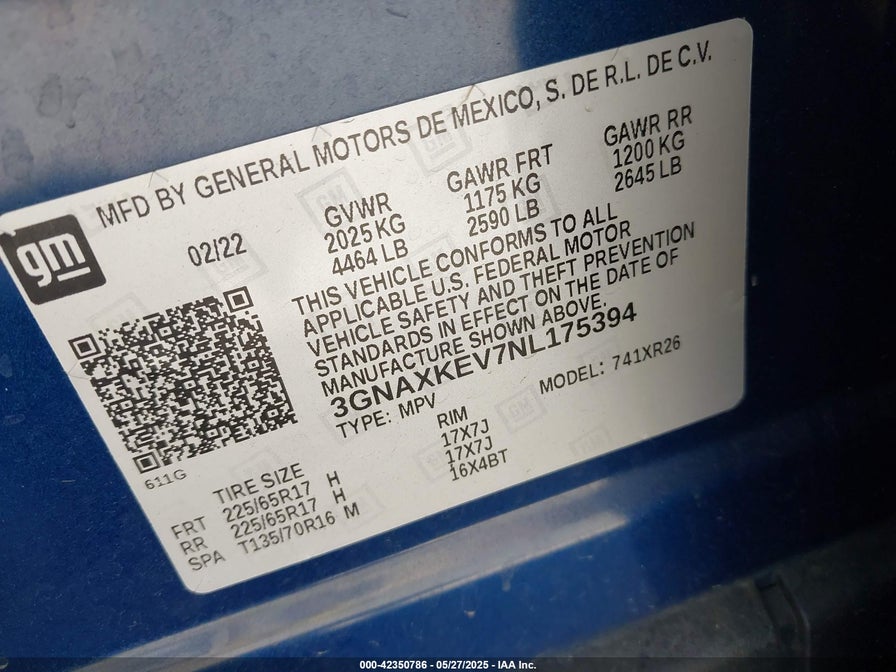 MFD BY GENERAL MOTORS DE MEXICO, S. DE R.L. DE C.V.
gm
02/22
GVWR
2025 KG
4464 LB
GAWR FRT
1175 KG
2590 LB
GAWR RR
1200 KG
2645 LB
THIS VEHICLE CONFORMS TO ALL
APPLICABLE U.S. FEDERAL MOTOR
VEHICLE SAFETY AND THEFT PREVENTION
STANDARDS IN EFFECT ON THE DATE OF
MANUFACTURE SHOWN ABOVE.
3GNAXKEV7NL175394
TYPE: MPV
MODEL: 741XR26
611G
TIRE SIZE
RIM
FRT 225/65R17 H 17X7J
RR 225/65R17 H 17X7J
SPA T135/70R16 M 16X4BT
000-42350786 - 05/27/2025 - IAA Inc.